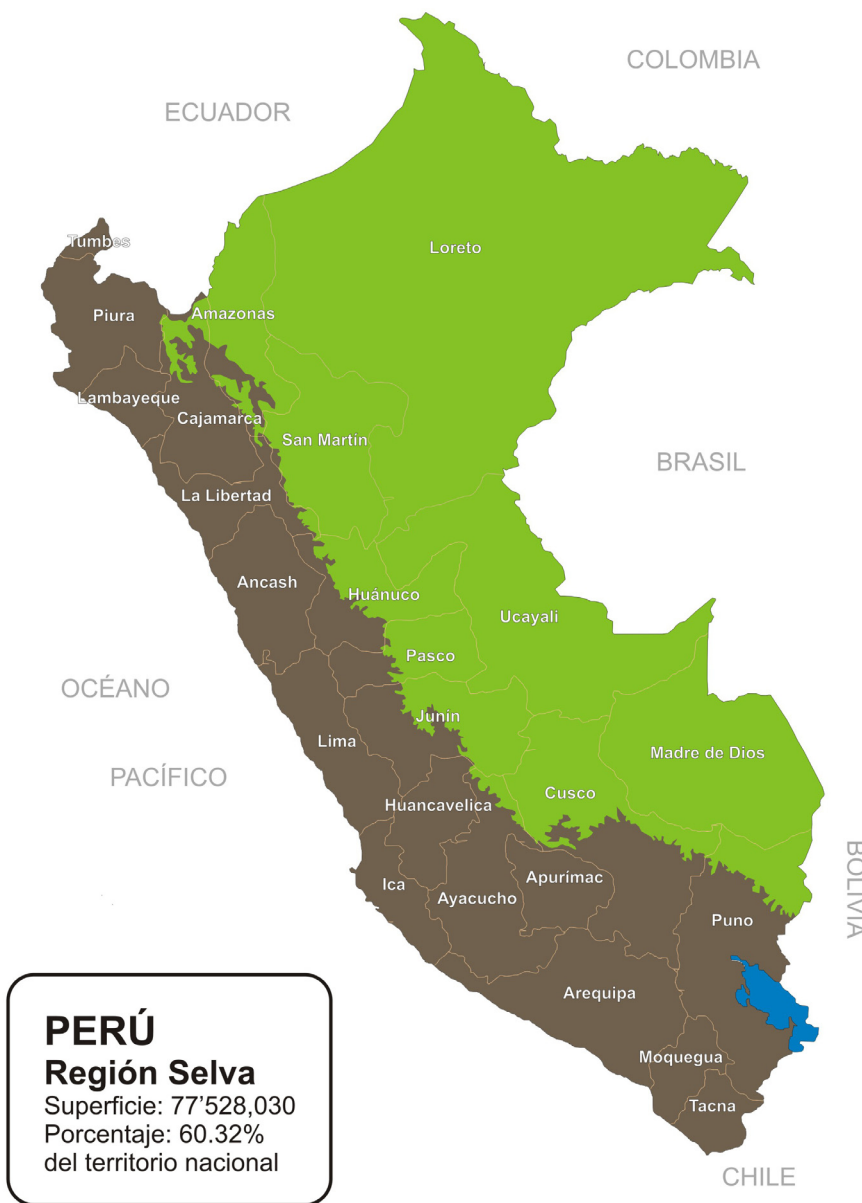 COLOMBIA
ECUADOR
Tumbes
Loreto
Piura
Amazonas
Lambayeque
Cajamarca
San Martín
BRASIL
La Libertad
Ancash
Huánuco
Ucayali
Pasco
OCÉANO
Junín
Lima
Madre de Dios
PACÍFICO
Cusco
Huancavelica
BOLIVIA
Ica
Apurímac
Ayacucho
Puno
Arequipa
PERÚ
Región Selva
Superficie: 77’528,030
Porcentaje: 60.32%
del territorio nacional
Moquegua
Tacna
CHILE